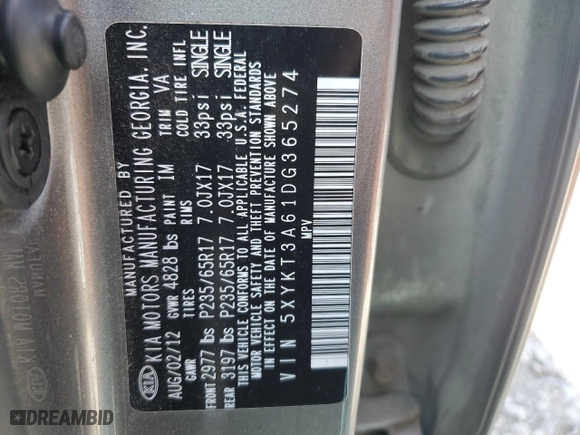 MANUFACTURED BY
KIA KIA MOTORS MANUFACTURING GEORGIA, INC.
AUG/02/12 GVWR 4828 lbs PAINT 1M TRIM VA
GAWR TIRES RIMS COLD TIRE INFL
FRONT 2977 lbs P235/65R17 7.0JX17 33psi SINGLE
REAR 3197 lbs P235/65R17 7.0JX17 33psi SINGLE
THIS VEHICLE CONFORMS TO ALL APPLICABLE U.S.A. FEDERAL
MOTOR VEHICLE SAFETY AND THEFT PREVENTION STANDARDS
IN EFFECT ON THE DATE OF MANUFACTURE SHOWN ABOVE
VIN 5XYKT3A61DG365274
MPV
DREAMBID